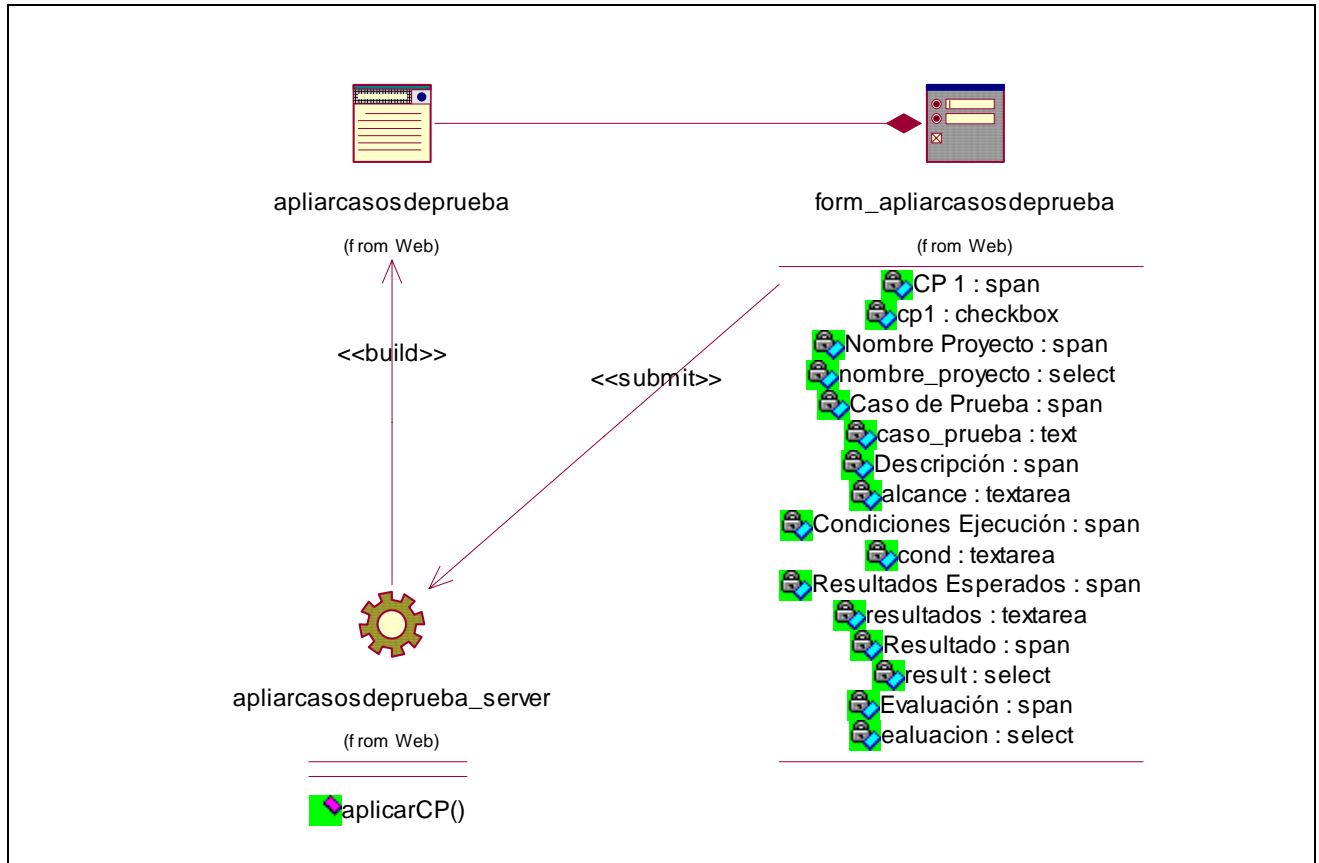 apliarcasosdeprueba
(from Web)
form_apliarcasosdeprueba
(from Web)
<<build>>
<<submit>>
CP 1 : span
cp1 : checkbox
Nombre Proyecto : span
nombre_proyecto : select
Caso de Prueba : span
caso_prueba : text
Descripción : span
alcance : textarea
Condiciones Ejecución : span
cond : textarea
Resultados Esperados : span
resultados : textarea
Resultado : span
result : select
Evaluación : span
ealuacion : select
apliarcasosdeprueba_server
(from Web)
aplicarCP()